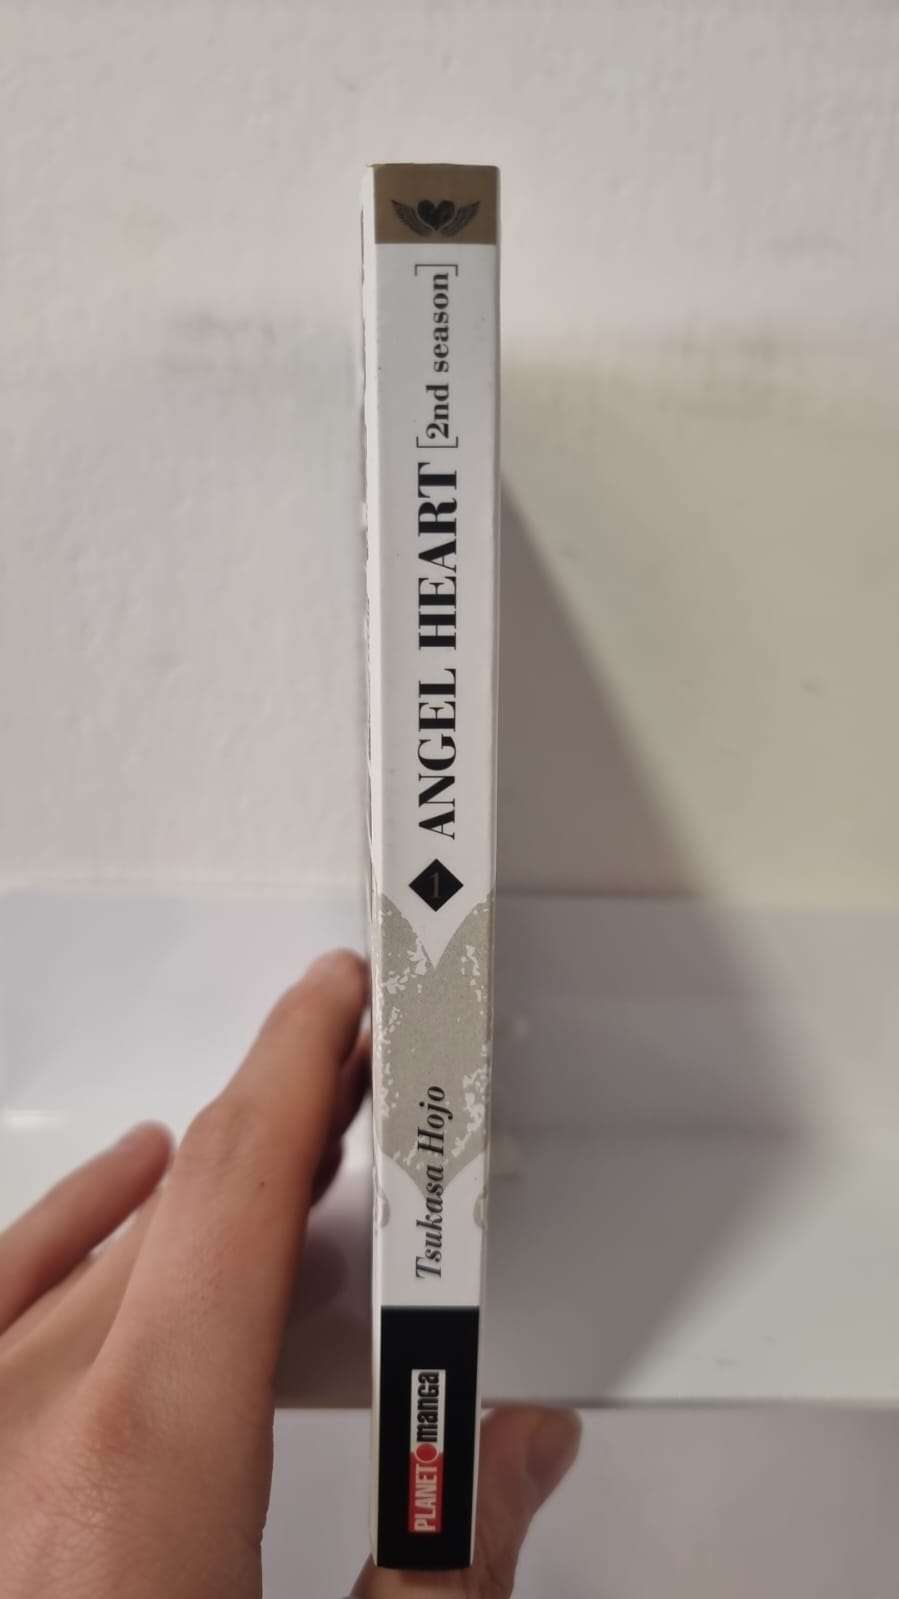 ANGEL HEART [2nd season]
1
Tsukasa Hojo
PLANET manga